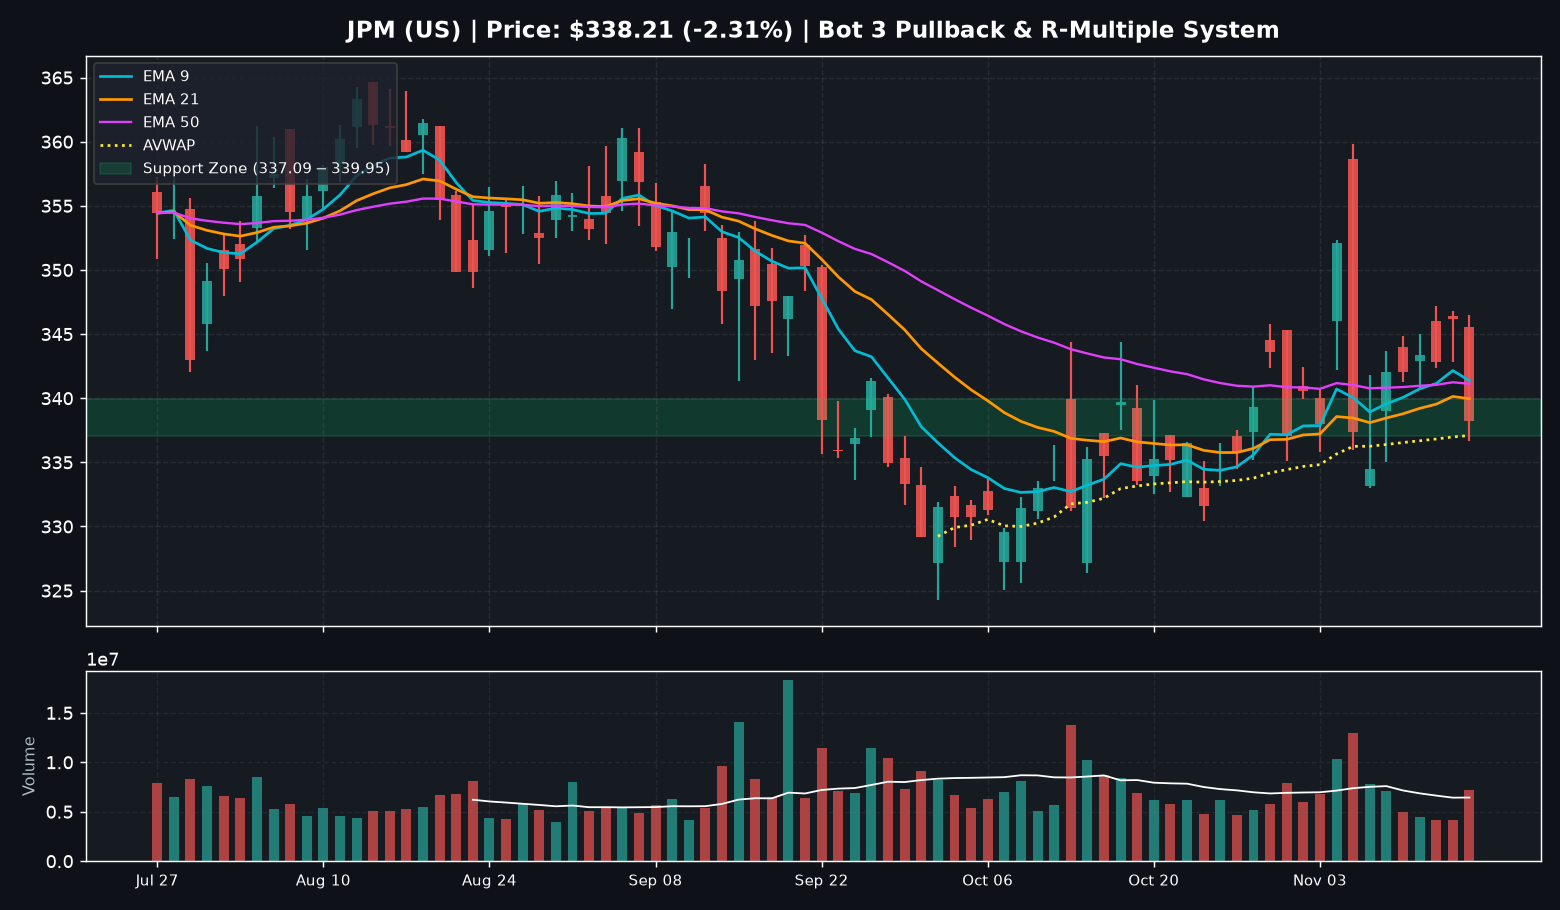 JPM (US) | Price: $338.21 (-2.31%) | Bot 3 Pullback & R-Multiple System
EMA 9
EMA 21
EMA 50
AVWAP
Support Zone (337.09 – 339.95)
365
360
355
350
345
340
335
330
325
1e7
1.5
1.0
0.5
0.0
Volume
Jul 27
Aug 10
Aug 24
Sep 08
Sep 22
Oct 06
Oct 20
Nov 03